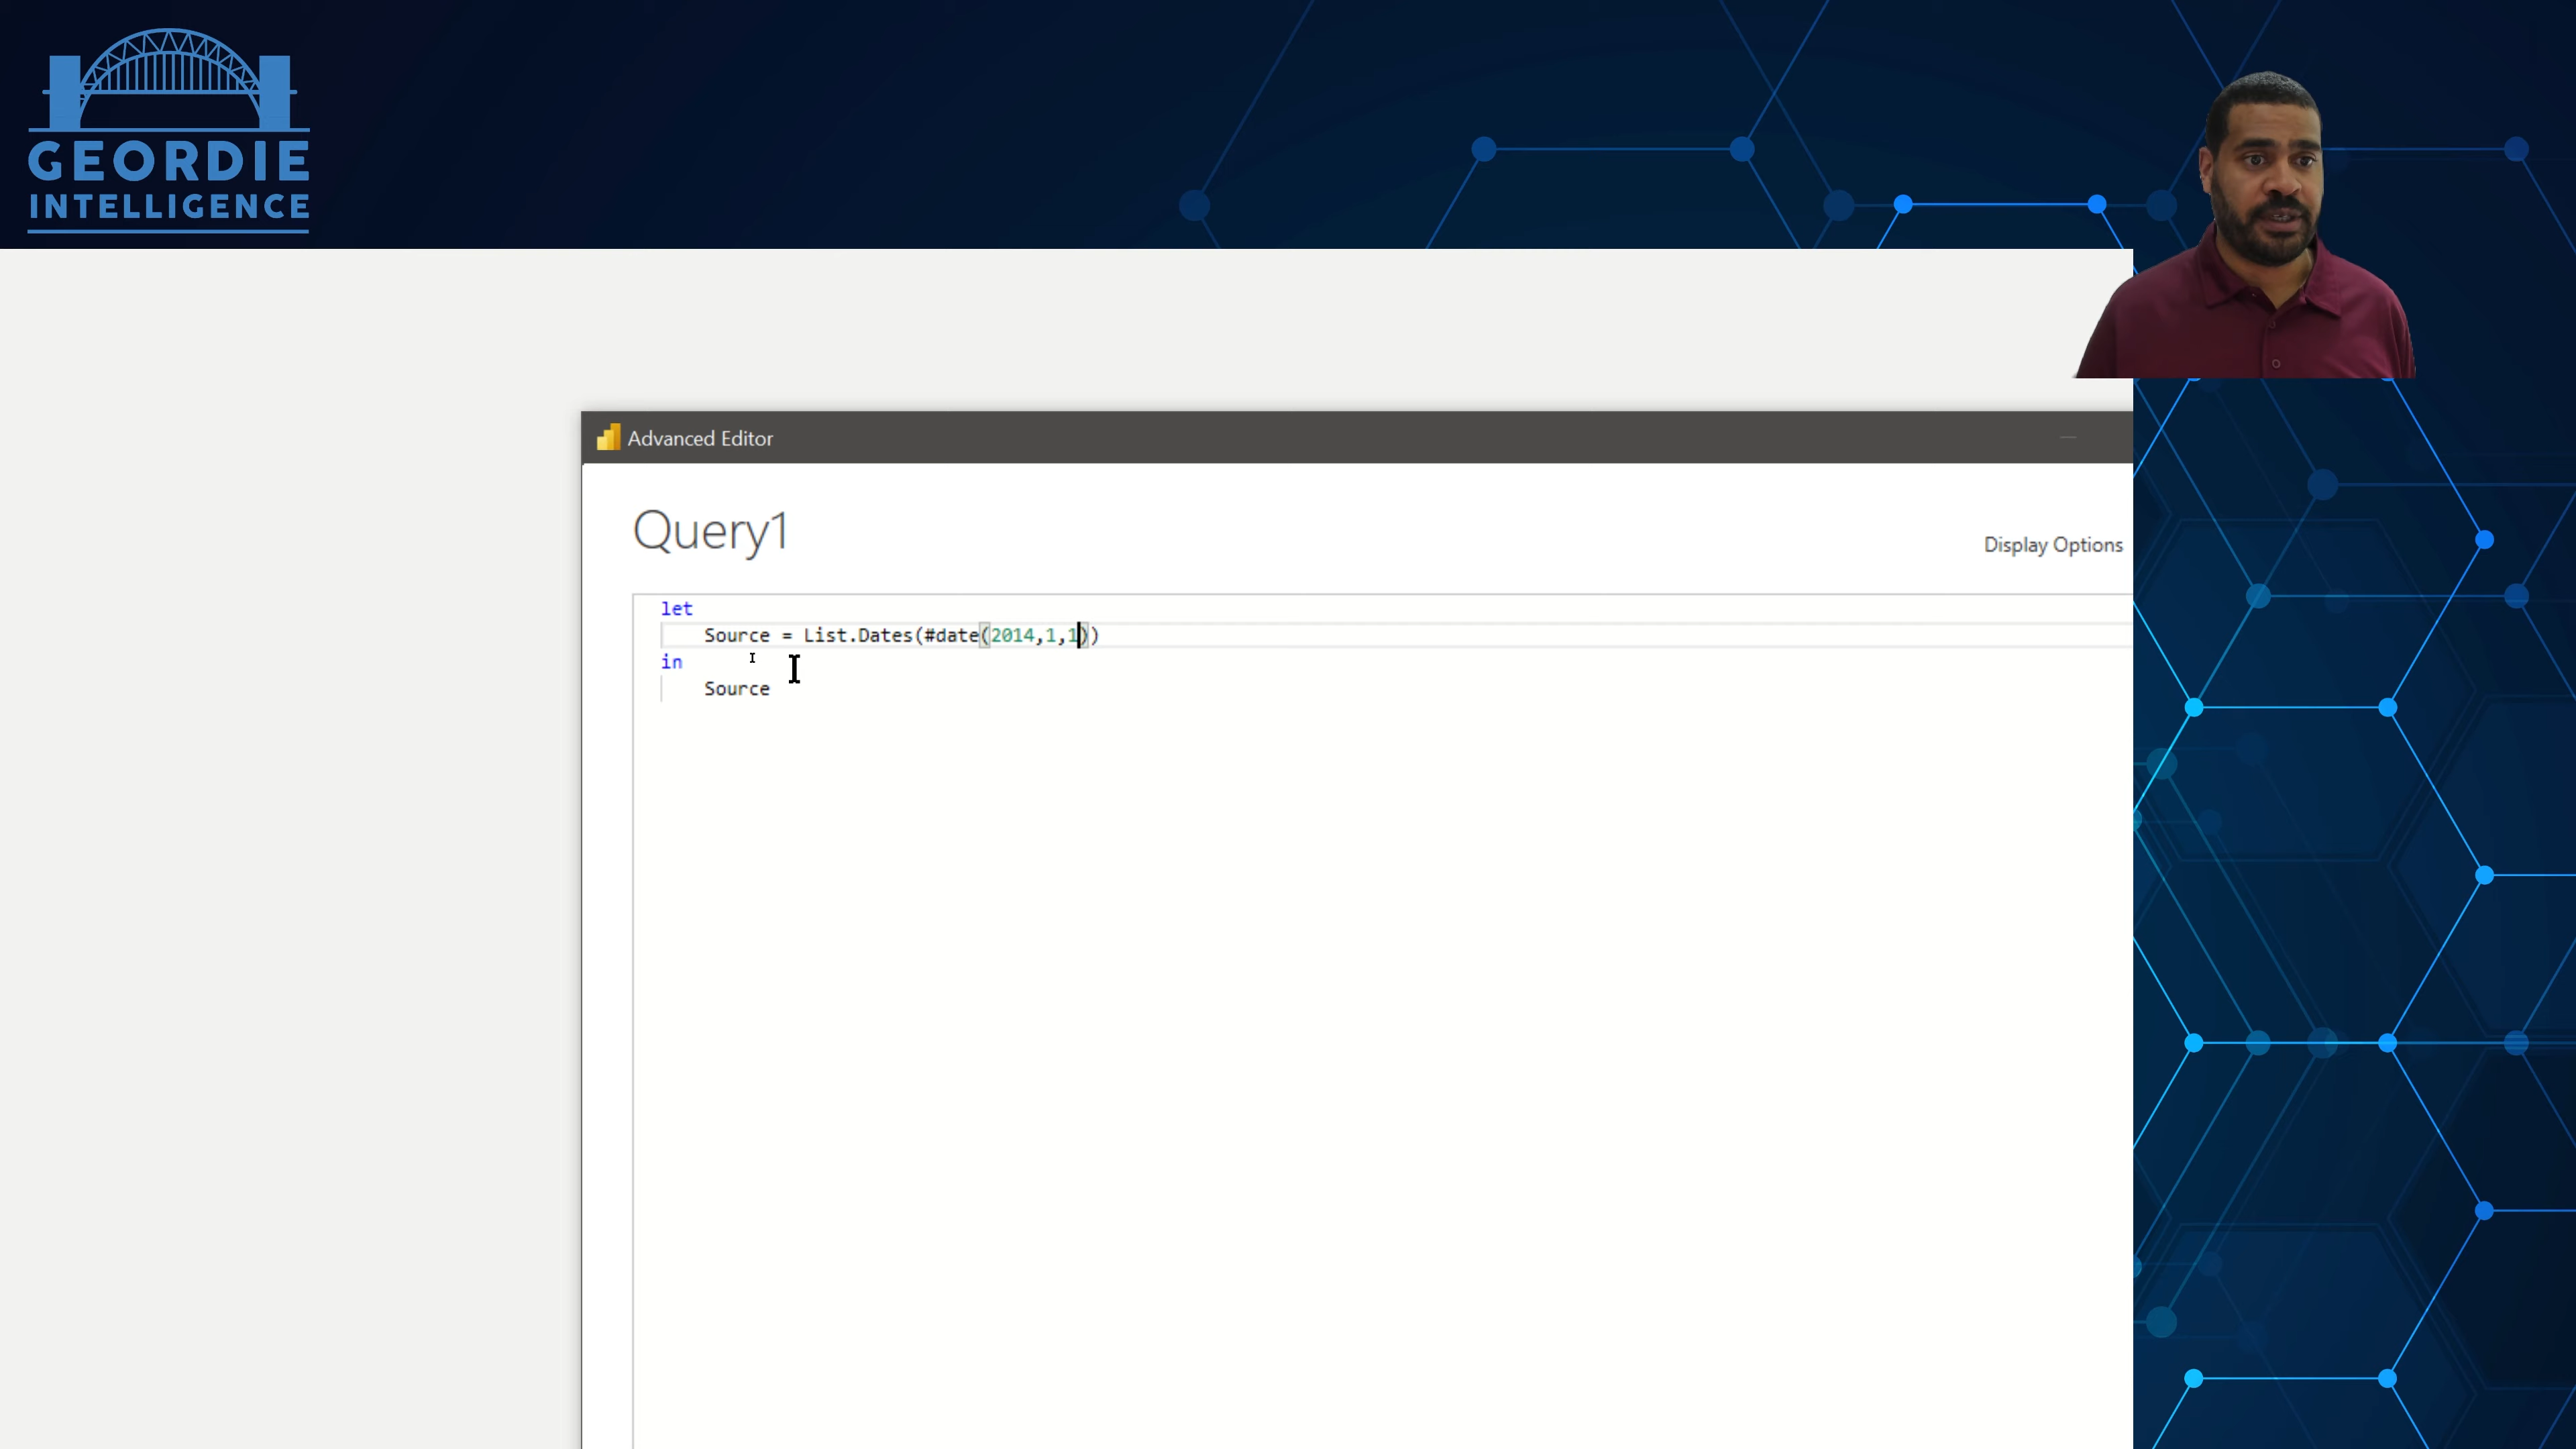 GEORDIE
INTELLIGENCE
Advanced Editor
Query1
Display Options
let
Source = List.Dates(#date(2014,1,1))
in
Source